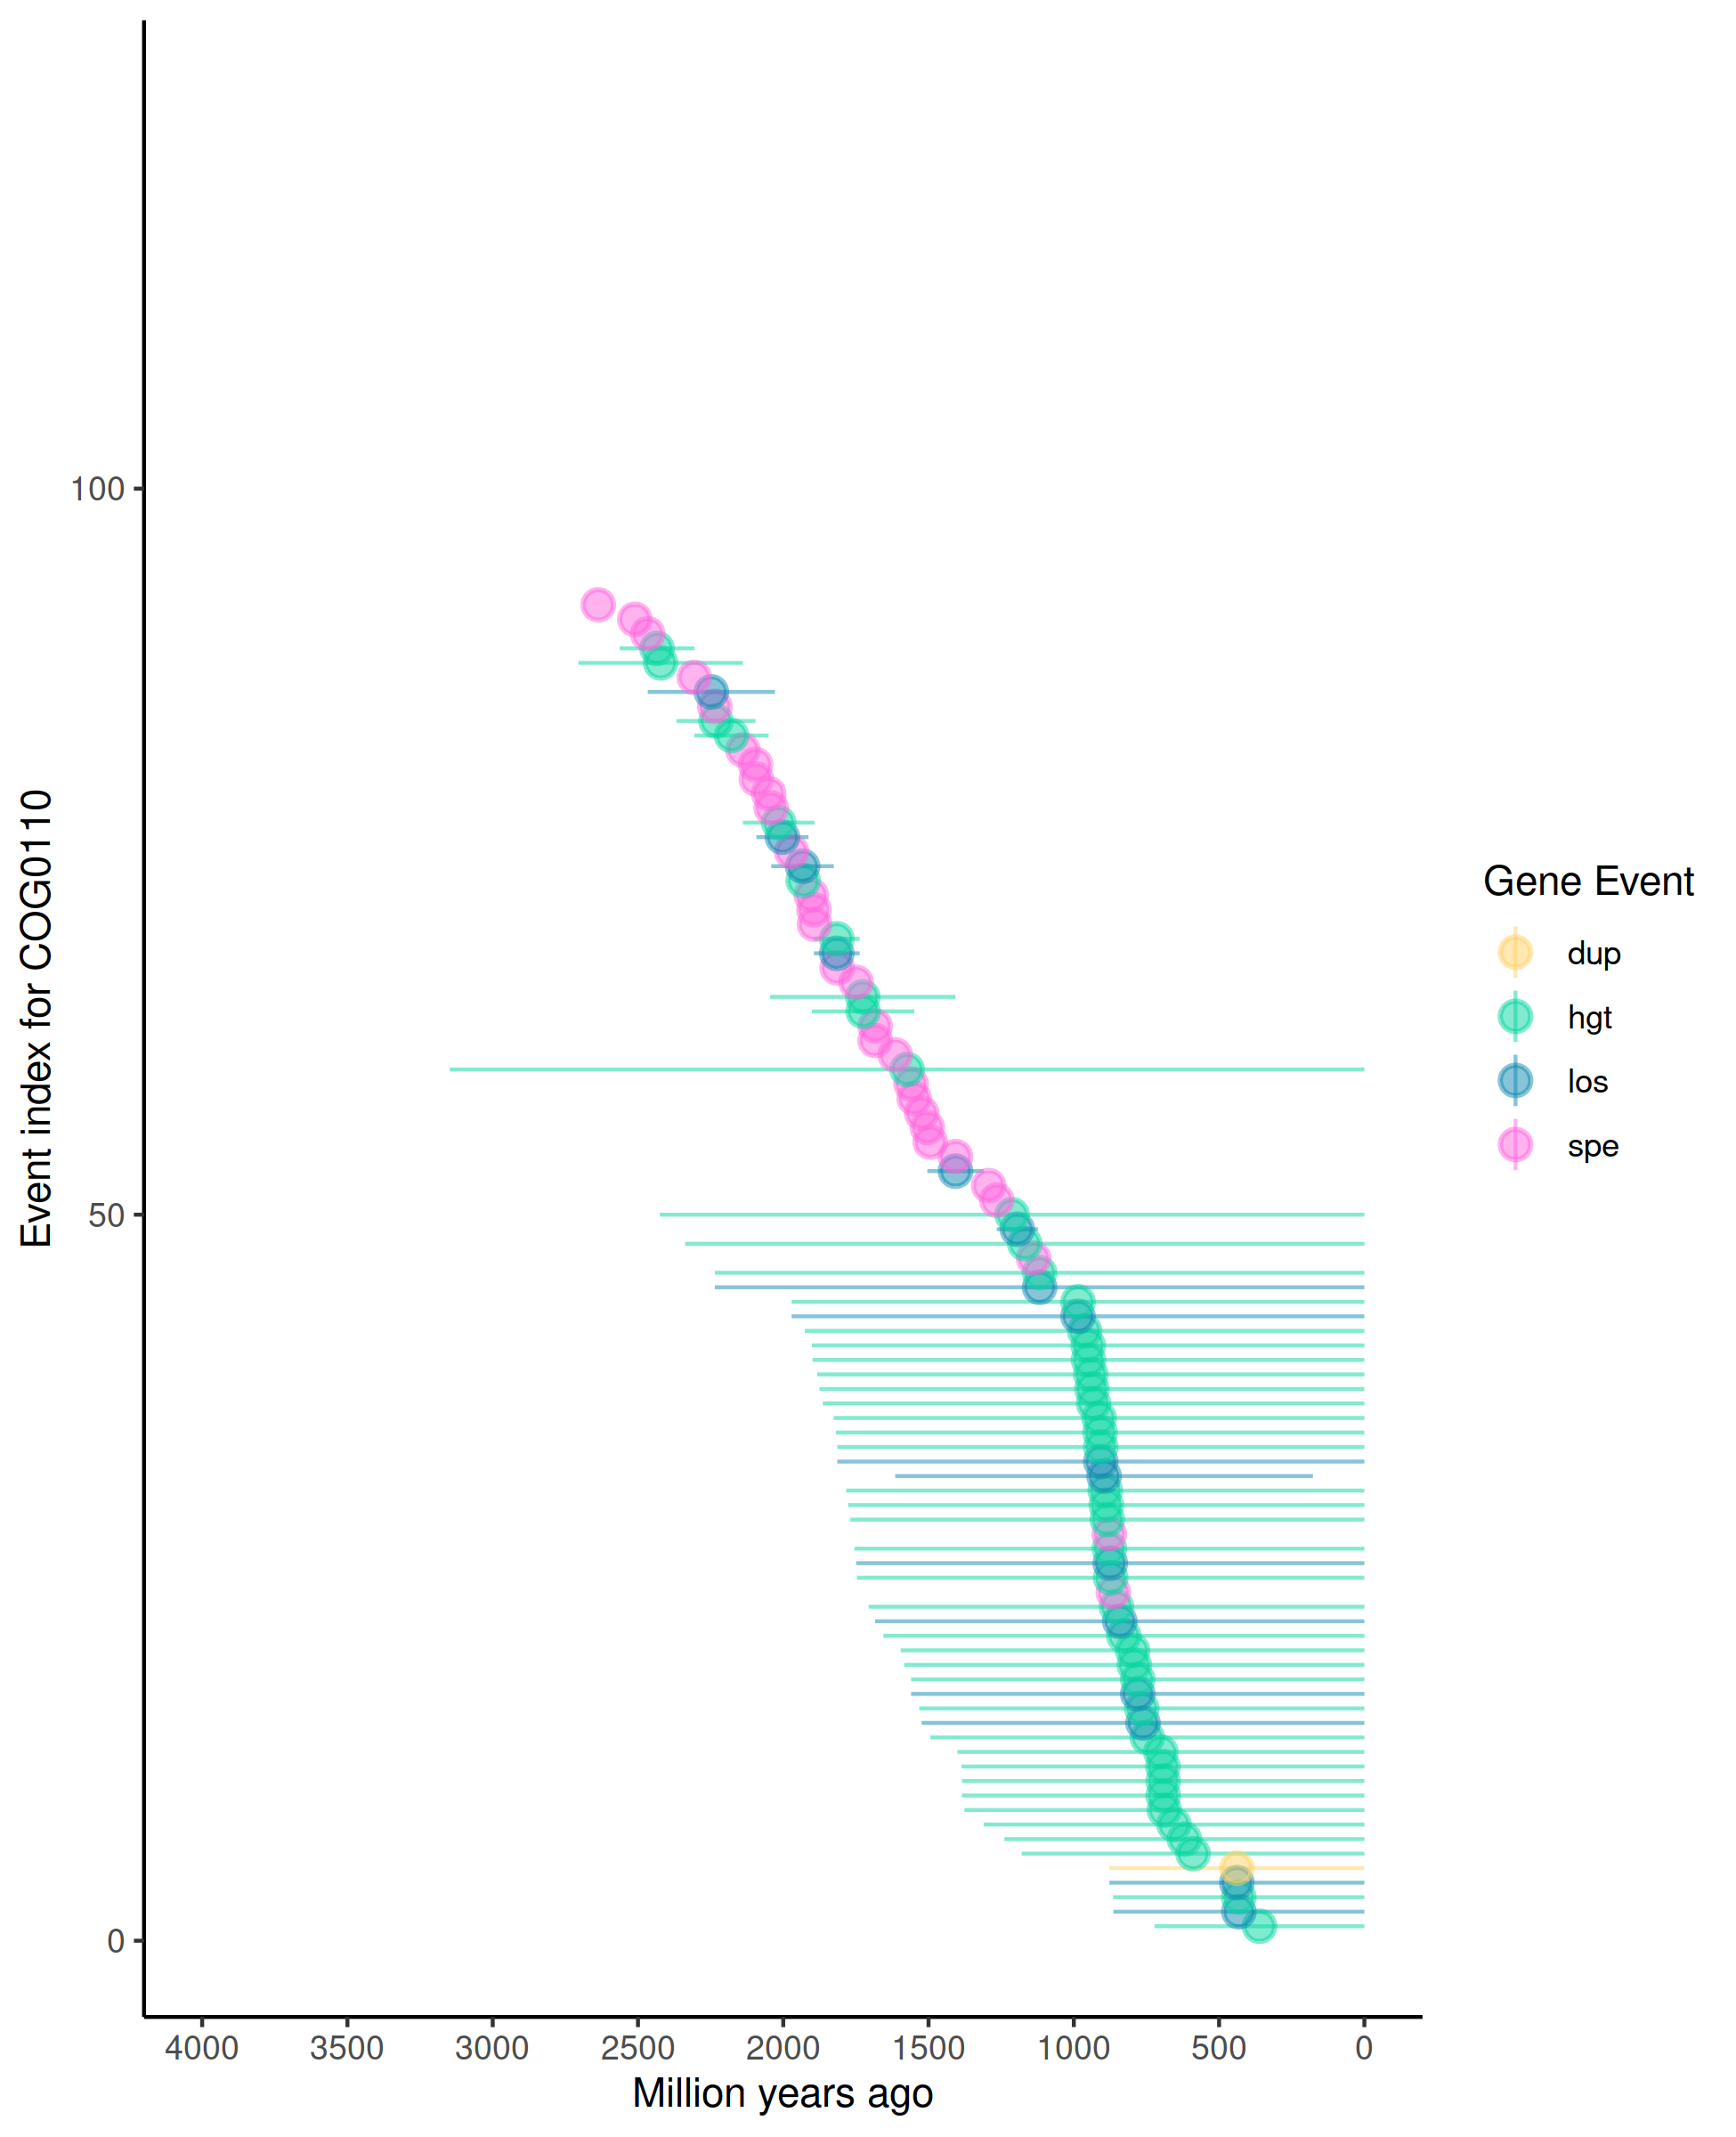 Event index for COG0110
100
50
0
4000 3500 3000 2500 2000 1500 1000 500 0
Million years ago
Gene Event
dup
hgt
los
spe